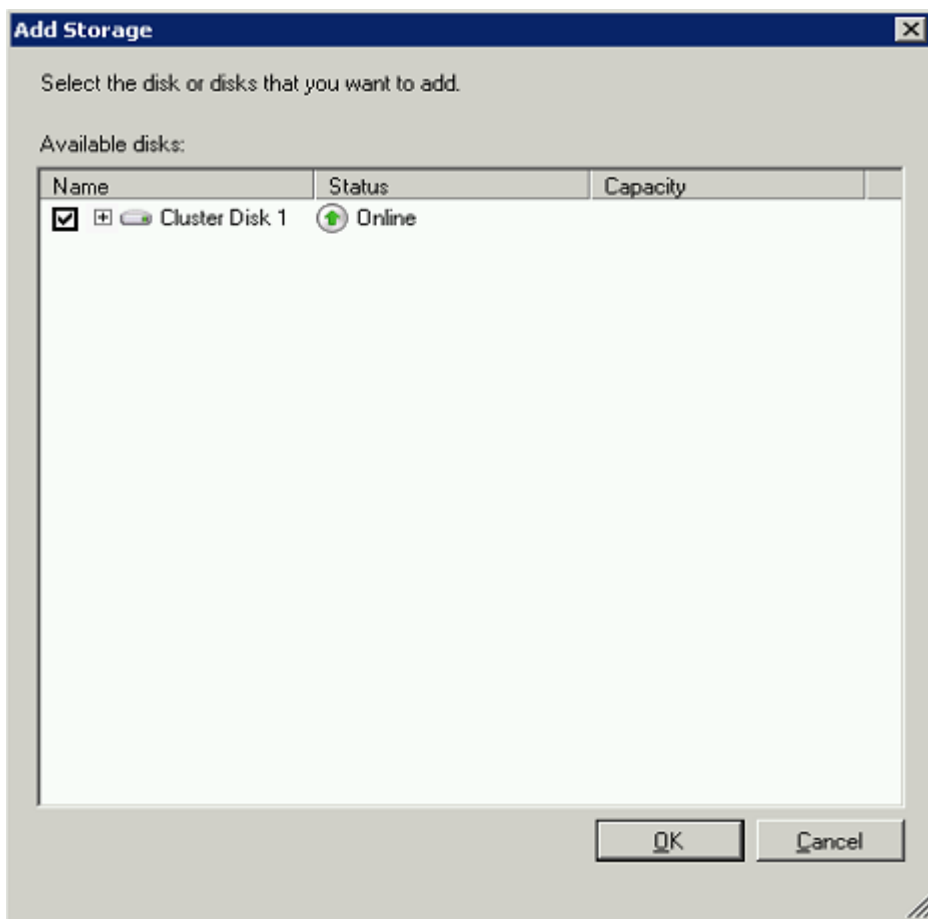 Add Storage
Select the disk or disks that you want to add.
Available disks:
Name Status Capacity
Cluster Disk 1 Online
OK Cancel